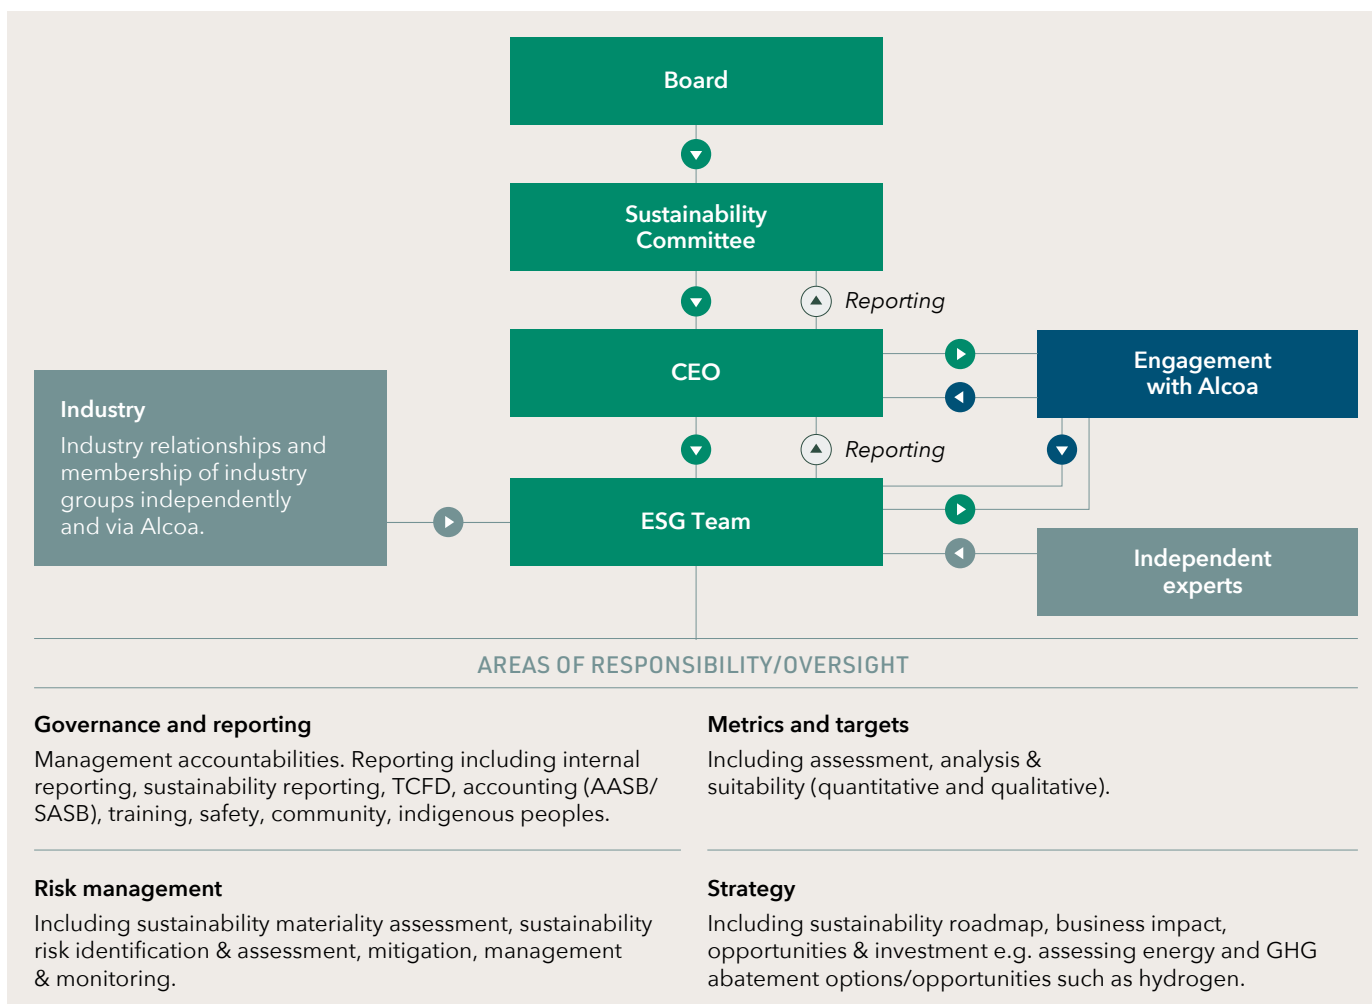 Board
Sustainability
Committee
Reporting
CEO
Engagement
with Alcoa
Industry
Industry relationships and
membership of industry
groups independently
and via Alcoa.
Reporting
ESG Team
Independent
experts
AREAS OF RESPONSIBILITY/OVERSIGHT
Governance and reporting
Management accountabilities. Reporting including internal
reporting, sustainability reporting, TCFD, accounting (AASB/
SASB), training, safety, community, indigenous peoples.
Metrics and targets
Including assessment, analysis &
suitability (quantitative and qualitative).
Risk management
Including sustainability materiality assessment, sustainability
risk identification & assessment, mitigation, management
& monitoring.
Strategy
Including sustainability roadmap, business impact,
opportunities & investment e.g. assessing energy and GHG
abatement options/opportunities such as hydrogen.